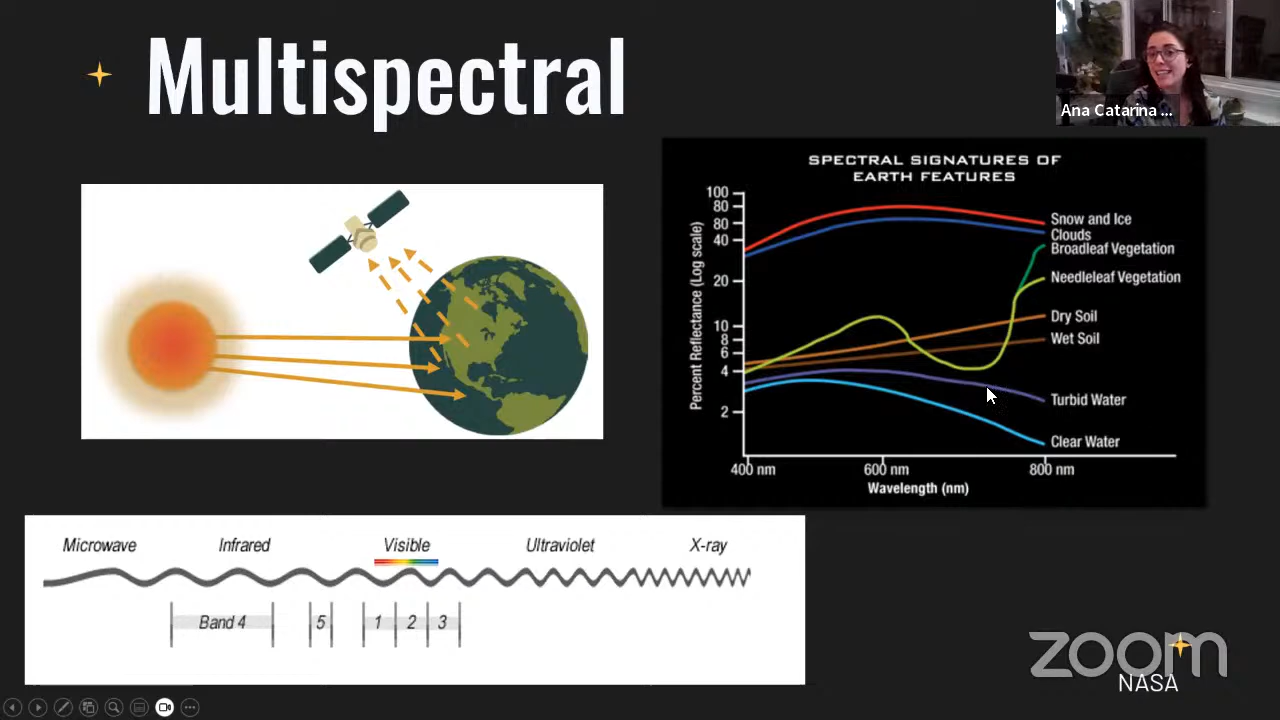 Multispectral
Ana Catarina ...
SPECTRAL SIGNATURES OF
EARTH FEATURES
Percent Reflectance (Log scale)
100
80
80
40
20
10
8
6
4
2
Snow and Ice
Clouds
Broadleaf Vegetation
Needleleaf Vegetation
Dry Soil
Wet Soil
Turbid Water
Clear Water
400 nm 600 nm 800 nm
Wavelength (nm)
Microwave Infrared Visible Ultraviolet X-ray
Band 4 5 1 2 3
zoom
NASA